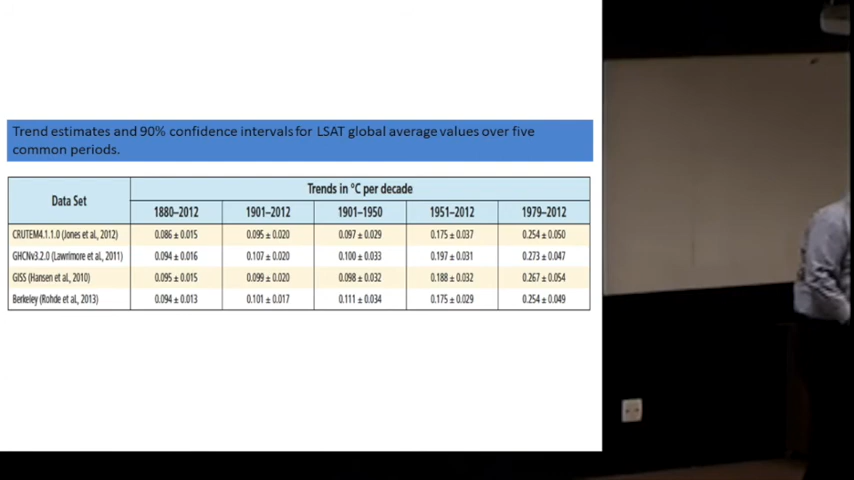 Trend estimates and 90% confidence intervals for LSAT global average values over five
common periods.
Data Set
Trends in °C per decade
1880–2012 1901–2012 1901–1950 1951–2012 1979–2012
CRUTEM4.1.1.0 (Jones et al., 2012) 0.086 ± 0.015 0.095 ± 0.020 0.097 ± 0.029 0.175 ± 0.037 0.254 ± 0.050
GHCNv3.2.0 (Lawrimore et al., 2011) 0.094 ± 0.016 0.107 ± 0.020 0.100 ± 0.033 0.197 ± 0.031 0.273 ± 0.047
GISS (Hansen et al., 2010) 0.095 ± 0.015 0.099 ± 0.020 0.098 ± 0.032 0.188 ± 0.032 0.267 ± 0.054
Berkeley (Rohde et al., 2013) 0.094 ± 0.013 0.101 ± 0.017 0.111 ± 0.034 0.175 ± 0.029 0.254 ± 0.049